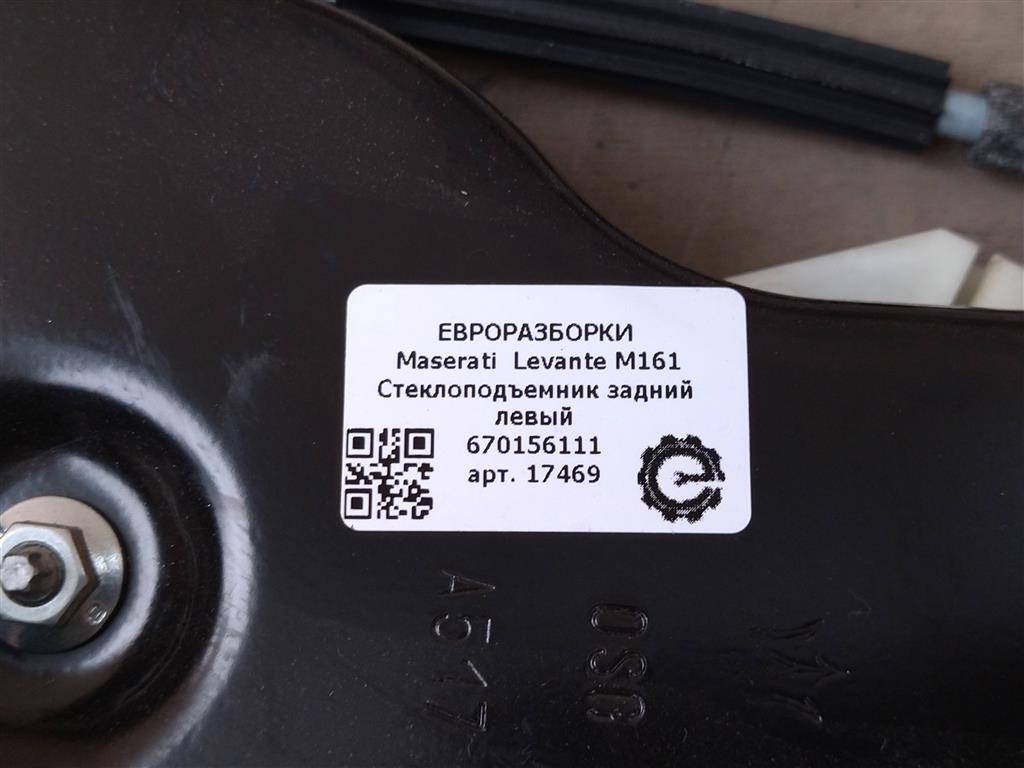 ЕВРОРАЗБОРКИ
Maserati Levante M161
Стеклоподъемник задний
левый
670156111
арт. 17469